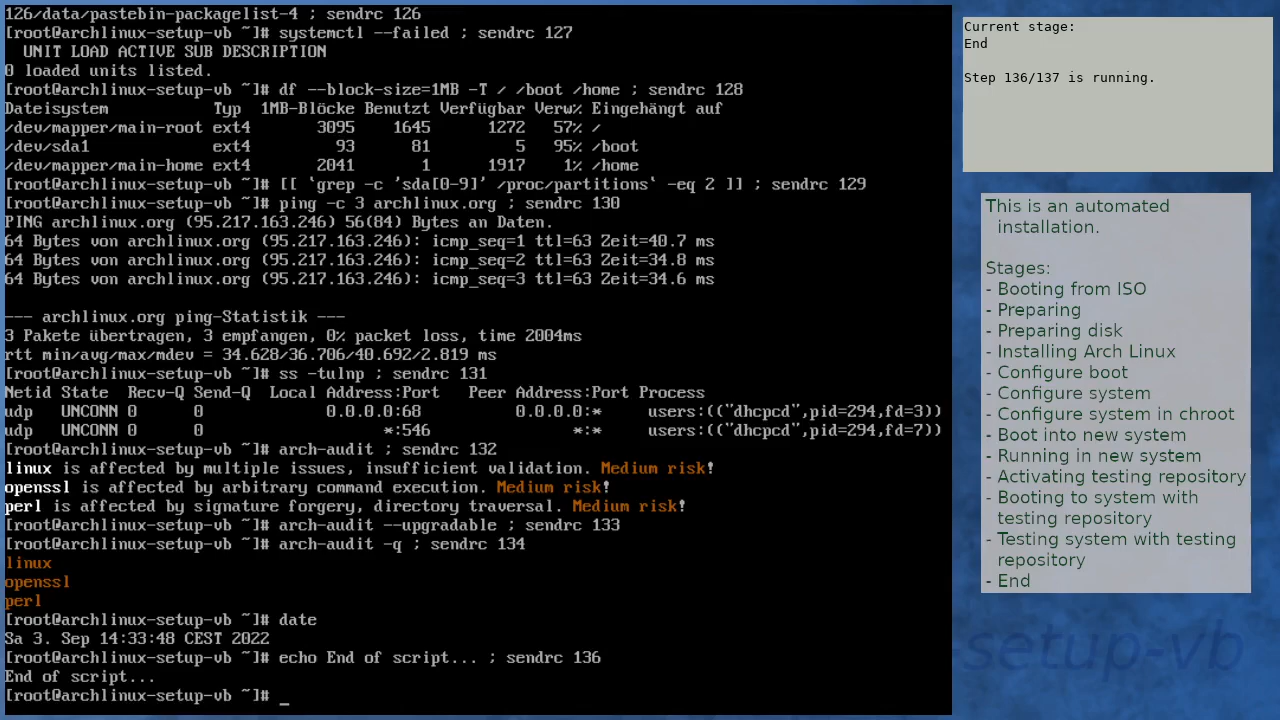 126/data/pastebin-packagelist-4 ; sendrc 126
[root@archlinux-setup-vb ~]# systemctl --failed ; sendrc 127
  UNIT LOAD ACTIVE SUB DESCRIPTION
0 loaded units listed.
[root@archlinux-setup-vb ~]# df --block-size=1MB -T / /boot /home ; sendrc 128
Dateisystem           Typ  1MB-Blöcke Benutzt Verfügbar Verw% Eingehängt auf
/dev/mapper/main-root ext4       3095    1645      1272   57% /
/dev/sda1             ext4         93      81         5   95% /boot
/dev/mapper/main-home ext4       2041       1      1917    1% /home
[root@archlinux-setup-vb ~]# [[ `grep -c 'sda[0-9]' /proc/partitions` -eq 2 ]] ; sendrc 129
[root@archlinux-setup-vb ~]# ping -c 3 archlinux.org ; sendrc 130
PING archlinux.org (95.217.163.246) 56(84) Bytes an Daten.
64 Bytes von archlinux.org (95.217.163.246): icmp_seq=1 ttl=63 Zeit=40.7 ms
64 Bytes von archlinux.org (95.217.163.246): icmp_seq=2 ttl=63 Zeit=34.8 ms
64 Bytes von archlinux.org (95.217.163.246): icmp_seq=3 ttl=63 Zeit=34.6 ms
--- archlinux.org ping-Statistik ---
3 Pakete übertragen, 3 empfangen, 0% packet loss, time 2004ms
rtt min/avg/max/mdev = 34.628/36.706/40.692/2.819 ms
[root@archlinux-setup-vb ~]# ss -tulnp ; sendrc 131
Netid State  Recv-Q Send-Q  Local Address:Port   Peer Address:Port Process
udp   UNCONN 0      0             0.0.0.0:68          0.0.0.0:*     users:(("dhcpcd",pid=294,fd=3))
udp   UNCONN 0      0                   *:546               *:*     users:(("dhcpcd",pid=294,fd=7))
[root@archlinux-setup-vb ~]# arch-audit ; sendrc 132
linux is affected by multiple issues, insufficient validation. Medium risk!
openssl is affected by arbitrary command execution. Medium risk!
perl is affected by signature forgery, directory traversal. Medium risk!
[root@archlinux-setup-vb ~]# arch-audit --upgradable ; sendrc 133
[root@archlinux-setup-vb ~]# arch-audit -q ; sendrc 134
linux
openssl
perl
[root@archlinux-setup-vb ~]# date
Sa 3. Sep 14:33:48 CEST 2022
[root@archlinux-setup-vb ~]# echo End of script... ; sendrc 136
End of script...
[root@archlinux-setup-vb ~]# _
Current stage:
End
Step 136/137 is running.
This is an automated
installation.
Stages:
- Booting from ISO
- Preparing
- Preparing disk
- Installing Arch Linux
- Configure boot
- Configure system
- Configure system in chroot
- Boot into new system
- Running in new system
- Activating testing repository
- Booting to system with
testing repository
- Testing system with testing
repository
- End
-setup-vb